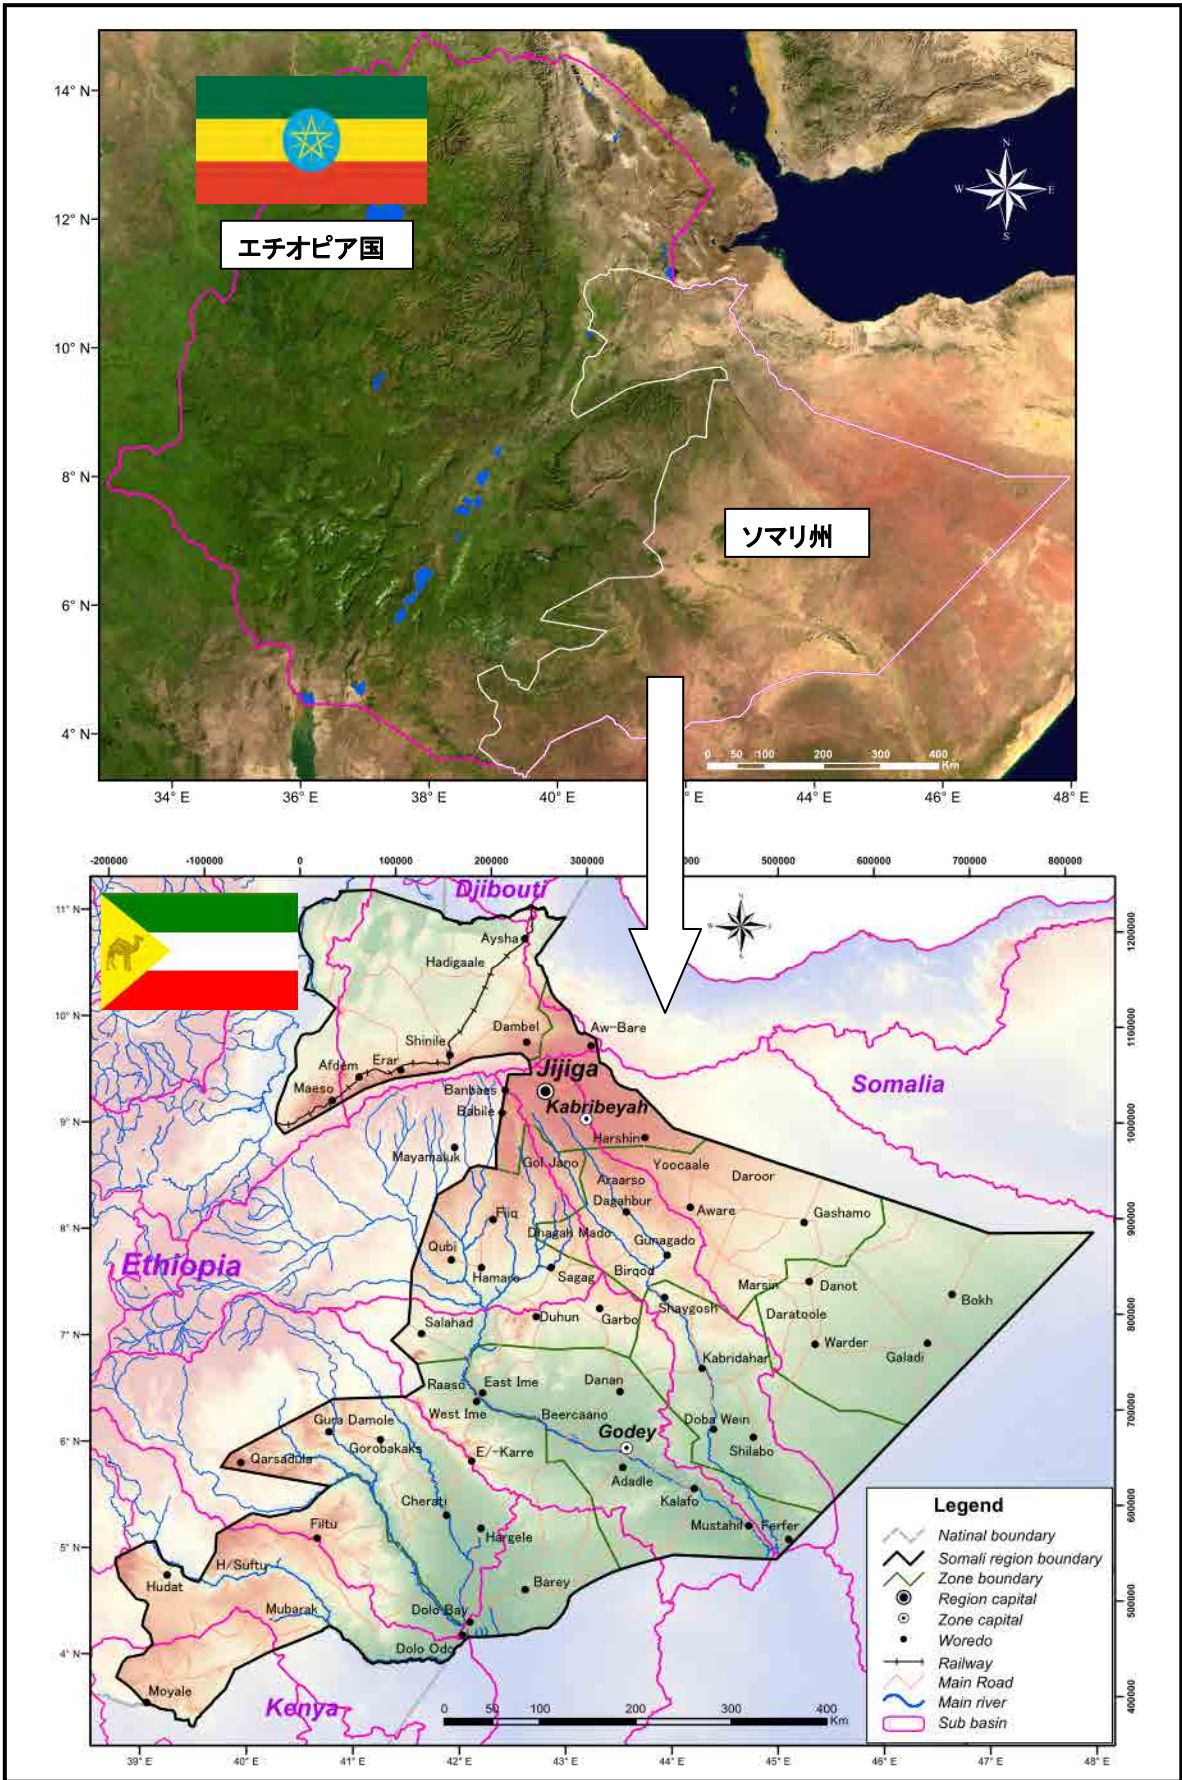 14° N
12° N
10° N
8° N
6° N
4° N
エチオピア国
ソマリ州
N
W
E
S
0 50 100 200 300 400
Km
34° E 36° E 38° E 40° E 2° E 44° E 46° E 48° E
-200000 -100000 0 100000 200000 300000 500000 600000 700000 800000
11° N
10° N
9° N
8° N
7° N
6° N
5° N
4° N
1200000
1100000
1000000
900000
800000
700000
600000
500000
400000
Djibouti
Aysha
Hadigaale
Dambel
Aw-Bare
Shinile
Erar
Afdem
Maeso
Jijiga
Banbaas
Babile
Kabribeyah
Somalia
Harshin
Mayamaluk
Gol Jano
Yoocaale
Daroor
Araarso
Dagahbur
Aware
Gashamo
Fiiq
Dhagah Mado
Gunagado
Qubi
Ethiopia
Hamaro
Sagag
Birqod
Marsin
Danot
Bokh
Shaygosh
Daratoole
Salahad
Duhun
Garbo
Warder
Galadi
Kabridahar
Raaso
East Ime
Danan
West Ime
Beercaano
Doba Wein
Gura Damole
Godey
Shilabo
Gorobakaks
E/-Karre
Qarsadula
Adadle
Kalafo
Cherati
Mustahil
Ferfer
Filtu
Hargele
H/Suftu
Hudat
Barey
Mubarak
Dolo Bay
Dolo Odo
Moyale
Kenya
0 50 100 200 300 400
Km
Legend
Natinal boundary
Somali region boundary
Zone boundary
Region capital
Zone capital
Woredo
Railway
Main Road
Main river
Sub basin
39° E 40° E 41° E 42° E 43° E 44° E 45° E 46° E 47° E 48° E